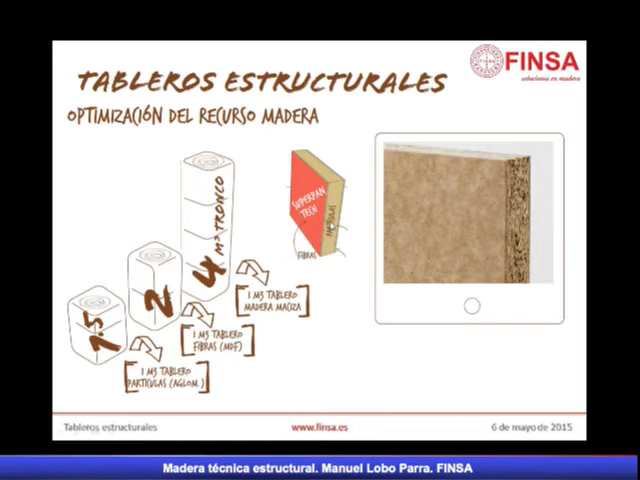 FINSA
soluciones en madera
TABLEROS ESTRUCTURALES
OPTIMIZACIÓN DEL RECURSO MADERA
4 M³ TRONCO
2
1.5
SUPERPAN
TECH
PARTÍCULAS
FIBRAS
1 M3 TABLERO
MADERA MACIZA
1 M3 TABLERO
FIBRAS (MDF)
1 M3 TABLERO
PARTÍCULAS (AGLOM.)
Tableros estructurales
www.finsa.es
6 de mayo de 2015
Madera técnica estructural. Manuel Lobo Parra. FINSA